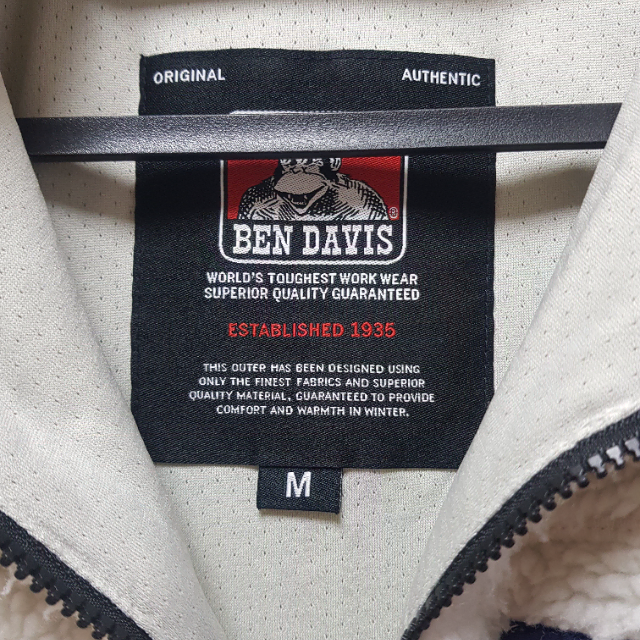 ORIGINAL AUTHENTIC
®
BEN DAVIS
WORLD'S TOUGHEST WORK WEAR
SUPERIOR QUALITY GUARANTEED
ESTABLISHED 1935
THIS OUTER HAS BEEN DESIGNED USING
ONLY THE FINEST FABRICS AND SUPERIOR
QUALITY MATERIAL, GUARANTEED TO PROVIDE
COMFORT AND WARMTH IN WINTER.
M